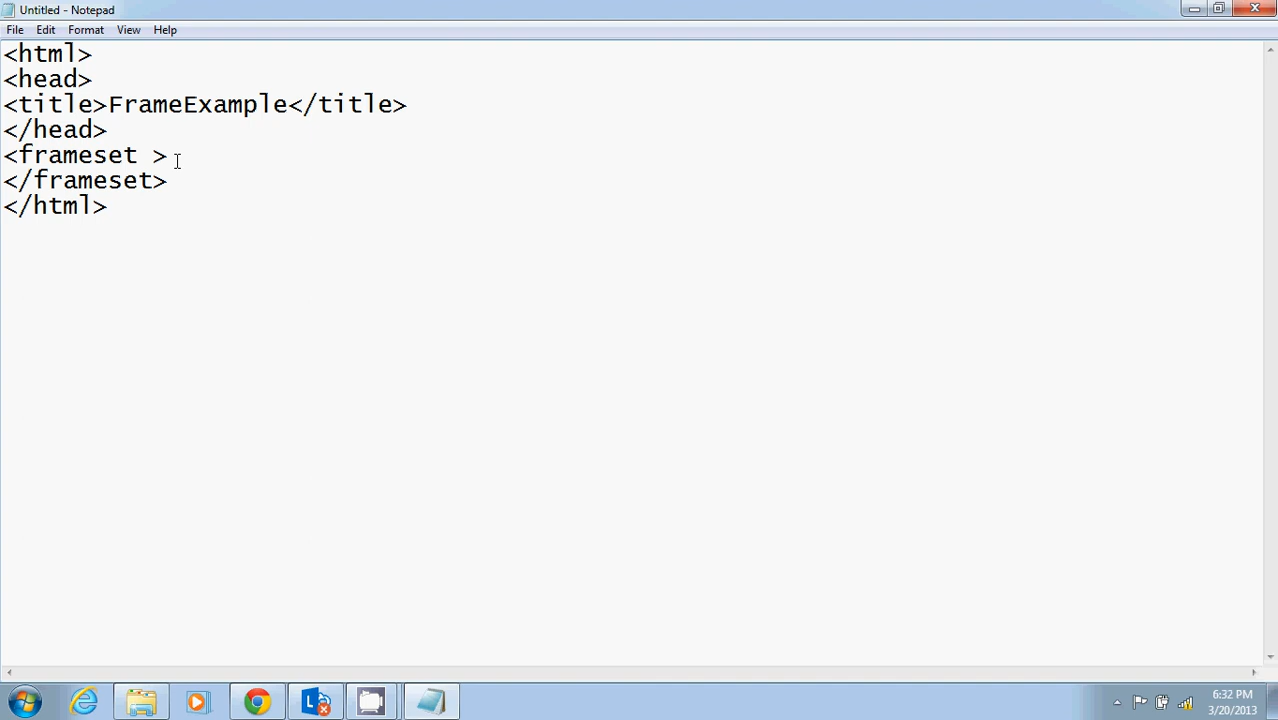 Untitled - Notepad
File Edit Format View Help
<html>
<head>
<title>FrameExample</title>
</head>
<frameset >
</frameset>
</html>
6:32 PM
3/20/2013